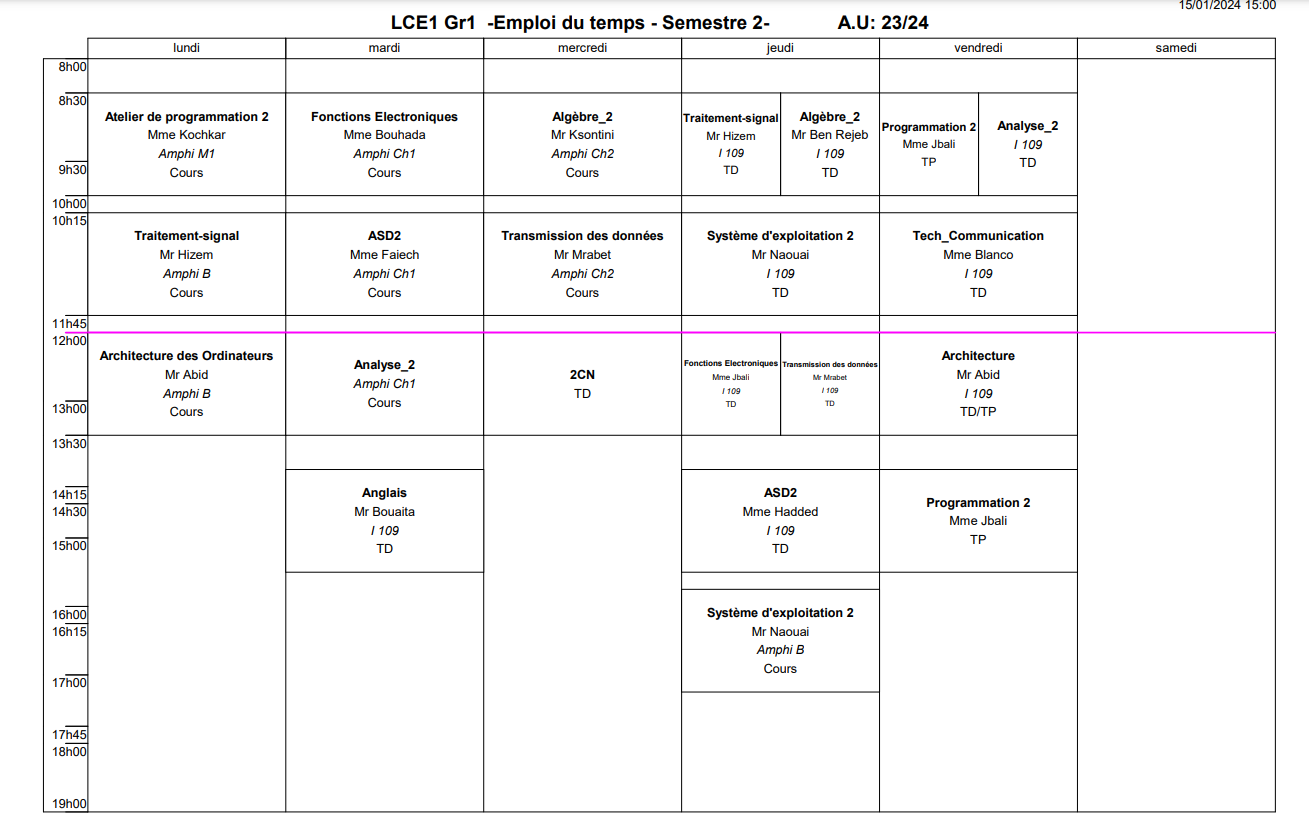 15/01/2024 15:00
LCE1 Gr1 -Emploi du temps - Semestre 2- A.U: 23/24
lundi mardi mercredi jeudi vendredi samedi
8h00
8h30
9h30
10h00
10h15
11h45
12h00
13h00
13h30
14h15
14h30
15h00
16h00
16h15
17h00
17h45
18h00
19h00
Atelier de programmation 2
Mme Kochkar
Amphi M1
Cours
Fonctions Electroniques
Mme Bouhada
Amphi Ch1
Cours
Algèbre_2
Mr Ksontini
Amphi Ch2
Cours
Traitement-signal
Mr Hizem
I 109
TD
Algèbre_2
Mr Ben Rejeb
I 109
TD
Programmation 2
Mme Jbali
TP
Analyse_2
I 109
TD
Traitement-signal
Mr Hizem
Amphi B
Cours
ASD2
Mme Faiech
Amphi Ch1
Cours
Transmission des données
Mr Mrabet
Amphi Ch2
Cours
Système d'exploitation 2
Mr Naouai
I 109
TD
Tech_Communication
Mme Blanco
I 109
TD
Architecture des Ordinateurs
Mr Abid
Amphi B
Cours
Analyse_2
Amphi Ch1
Cours
2CN
TD
Fonctions Electroniques
Mme Jbali
I 109
TD
Transmission des données
Mr Mrabet
I 109
TD
Architecture
Mr Abid
I 109
TD/TP
Anglais
Mr Bouaita
I 109
TD
ASD2
Mme Hadded
I 109
TD
Programmation 2
Mme Jbali
TP
Système d'exploitation 2
Mr Naouai
Amphi B
Cours